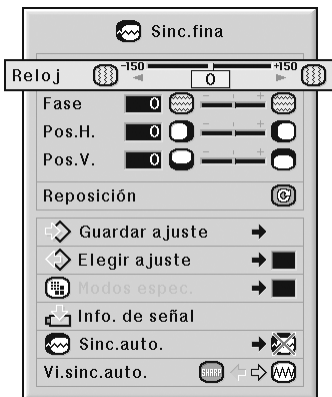 Sinc.fina
Reloj -150 0 +150
Fase 0 - +
Pos.H. 0 - +
Pos.V. 0 - +
Reposición
Guardar ajuste
Elegir ajuste
Modos espec.
Info. de señal
Sinc.auto.
Vi.sinc.auto. SHARP